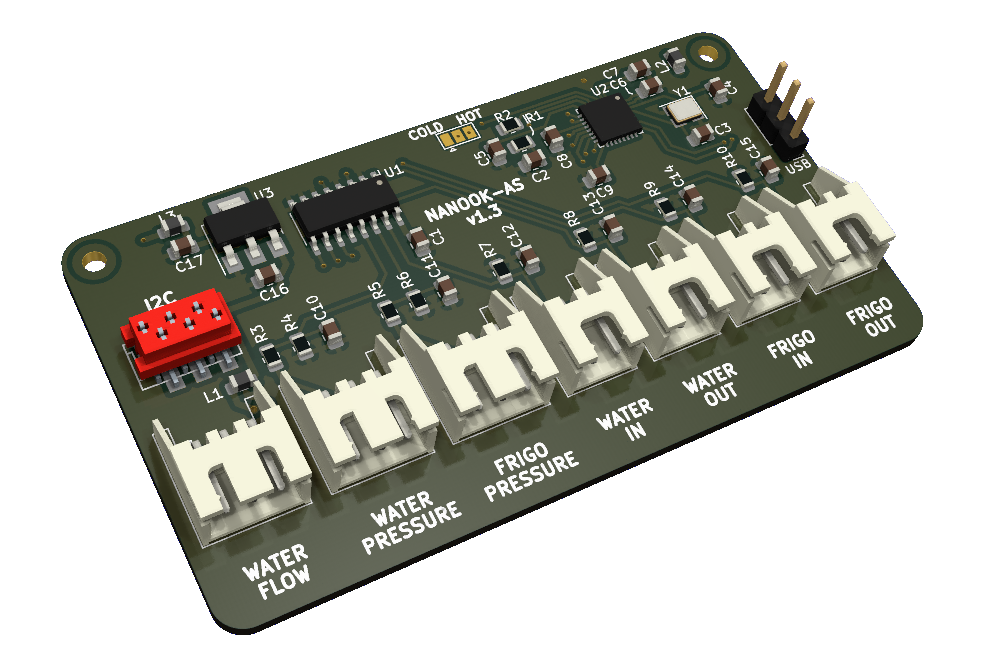 C7
C6
L2
U2
Y1
C4
C3
COLD HOT
R2
JR1
C5
C2
C8
C9
R10
C15
USB
U3
U1
L3
C17
C16
NANOOK-AS
v1.3
C1
R9
C14
R8
C13
R7
C12
R6
C11
R5
I2C
R3
R4
C10
L1
FRIGO
OUT
FRIGO
IN
WATER
OUT
WATER
IN
FRIGO
PRESSURE
WATER
PRESSURE
WATER
FLOW